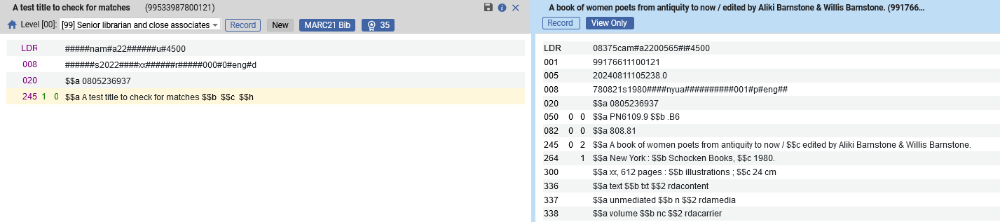 A test title to check for matches (99533987800121)
Level [00]: [99] Senior librarian and close associates Record New MARC21 Bib 35
LDR #####nam#a22######u#4500
008 ######s2022####xx######r#####000#0#eng#d
020 $$a 0805236937
245 1 0 $$a A test title to check for matches $$b $$c $$h
A book of women poets from antiquity to now / edited by Aliki Barnstone & Willis Barnstone. (991766...
Record View Only
LDR 08375cam#a2200565#i#4500
001 99176611100121
005 20240811105238.0
008 780821s1980####nyua##########001#p#eng##
020 $$a 0805236937
050 0 0 $$a PN6109.9 $$b .B6
082 0 0 $$a 808.81
245 0 2 $$a A book of women poets from antiquity to now / $$c edited by Aliki Barnstone & Willis Barnstone.
264 1 $$a New York : $$b Schocken Books, $$c 1980.
300 $$a xx, 612 pages : $$b illustrations ; $$c 24 cm
336 $$a text $$b txt $$2 rdacontent
337 $$a unmediated $$b n $$2 rdamedia
338 $$a volume $$b nc $$2 rdacarrier